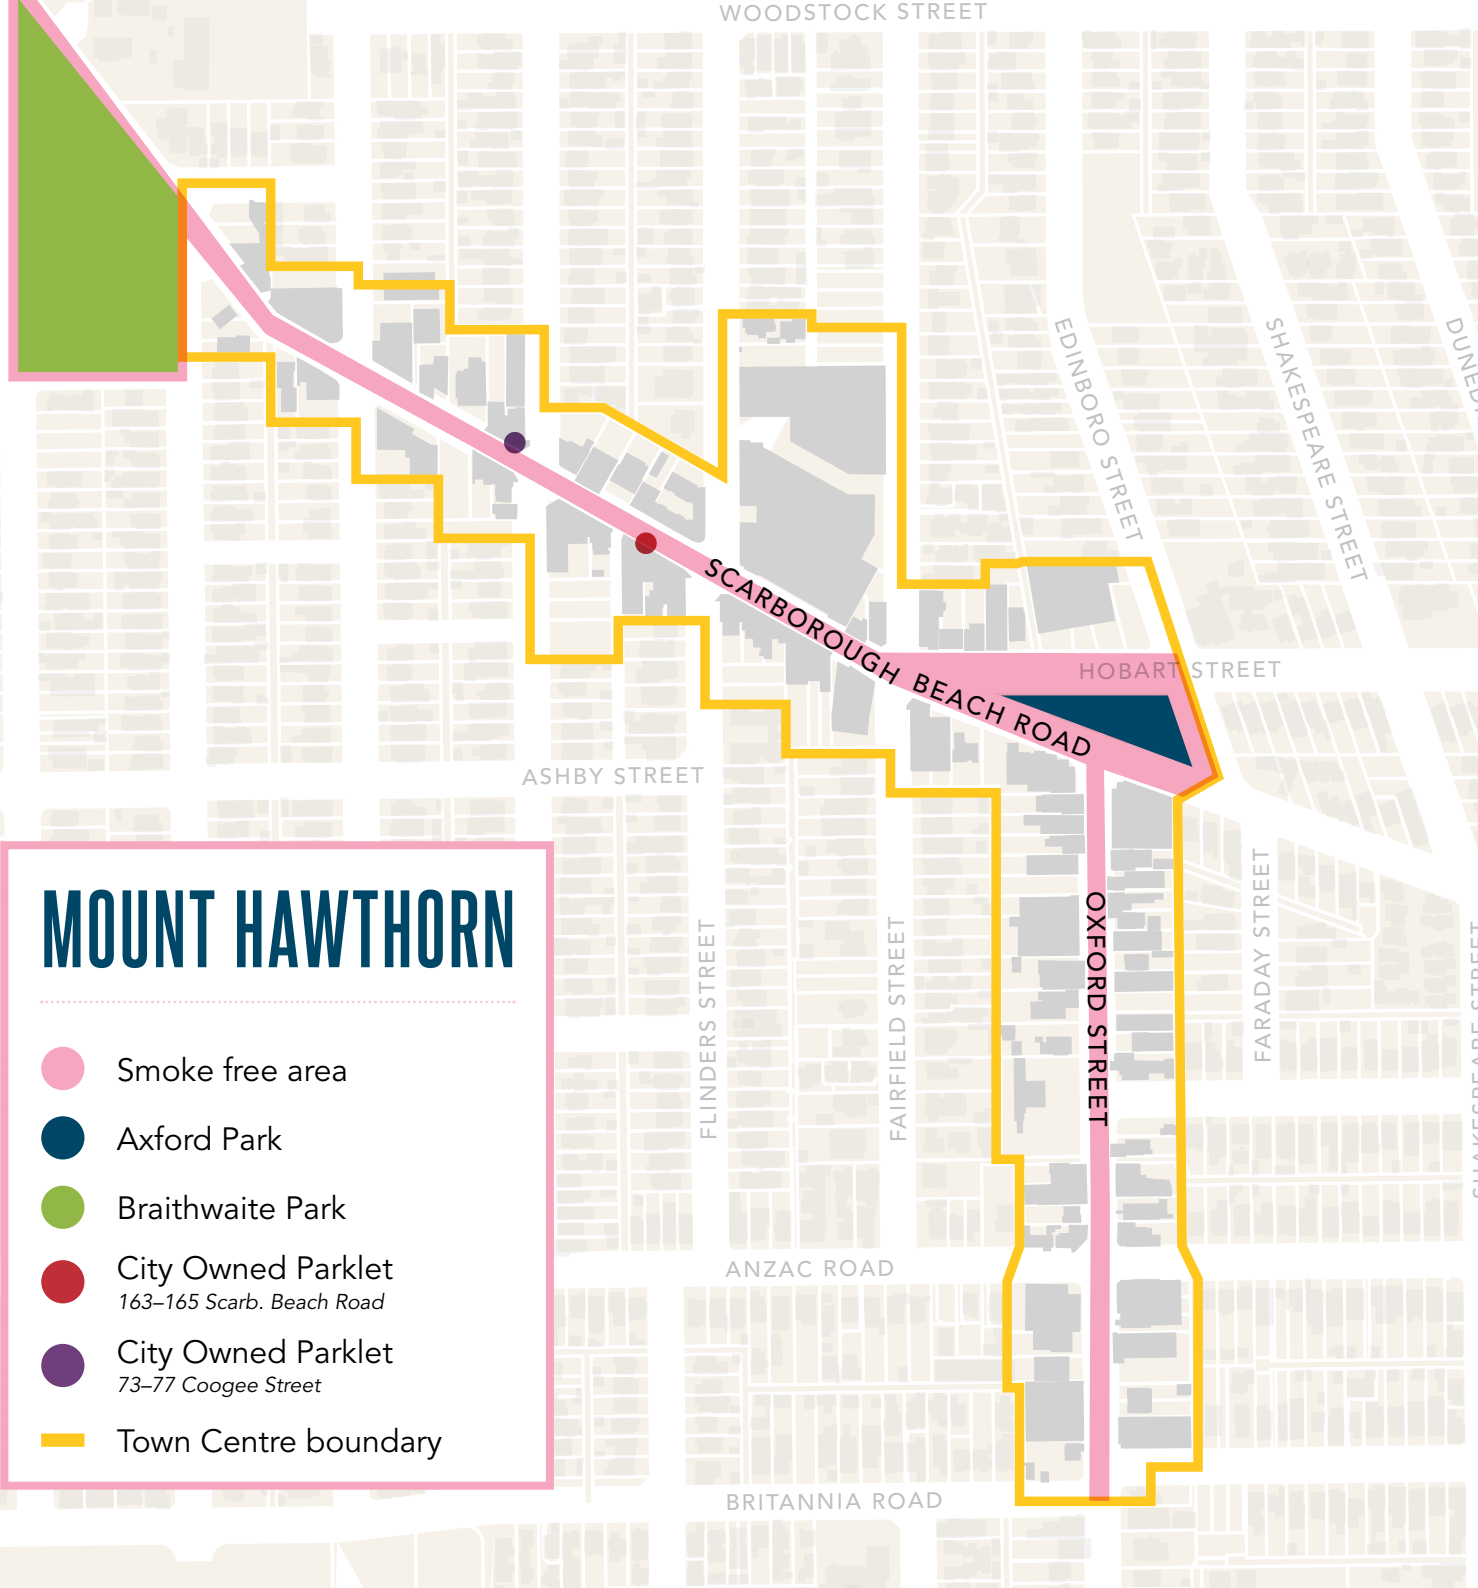 WOODSTOCK STREET
EDINBORO STREET
SHAKESPEARE STREET
SCARBOROUGH BEACH ROAD
HOBART STREET
ASHBY STREET
OXFORD STREET
FLINDERS STREET
FAIRFIELD STREET
FARADAY STREET
ANZAC ROAD
BRITANNIA ROAD
MOUNT HAWTHORN
Smoke free area
Axford Park
Braithwaite Park
City Owned Parklet
163–165 Scarb. Beach Road
City Owned Parklet
73–77 Coogee Street
Town Centre boundary